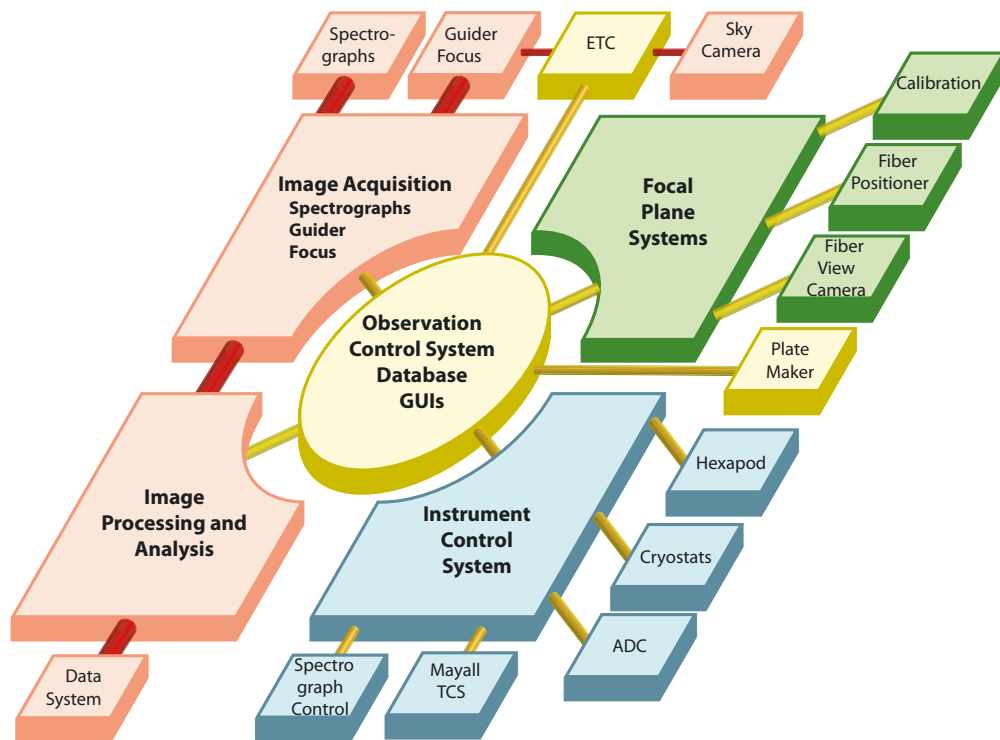 Spectro-
graphs
Guider
Focus
ETC
Sky
Camera
Calibration
Image Acquisition
Spectrographs
Guider
Focus
Focal
Plane
Systems
Fiber
Positioner
Fiber
View
Camera
Observation
Control System
Database
GUIs
Plate
Maker
Image
Processing and
Analysis
Instrument
Control
System
Hexapod
Cryostats
ADC
Data
System
Spectro
graph
Control
Mayall
TCS